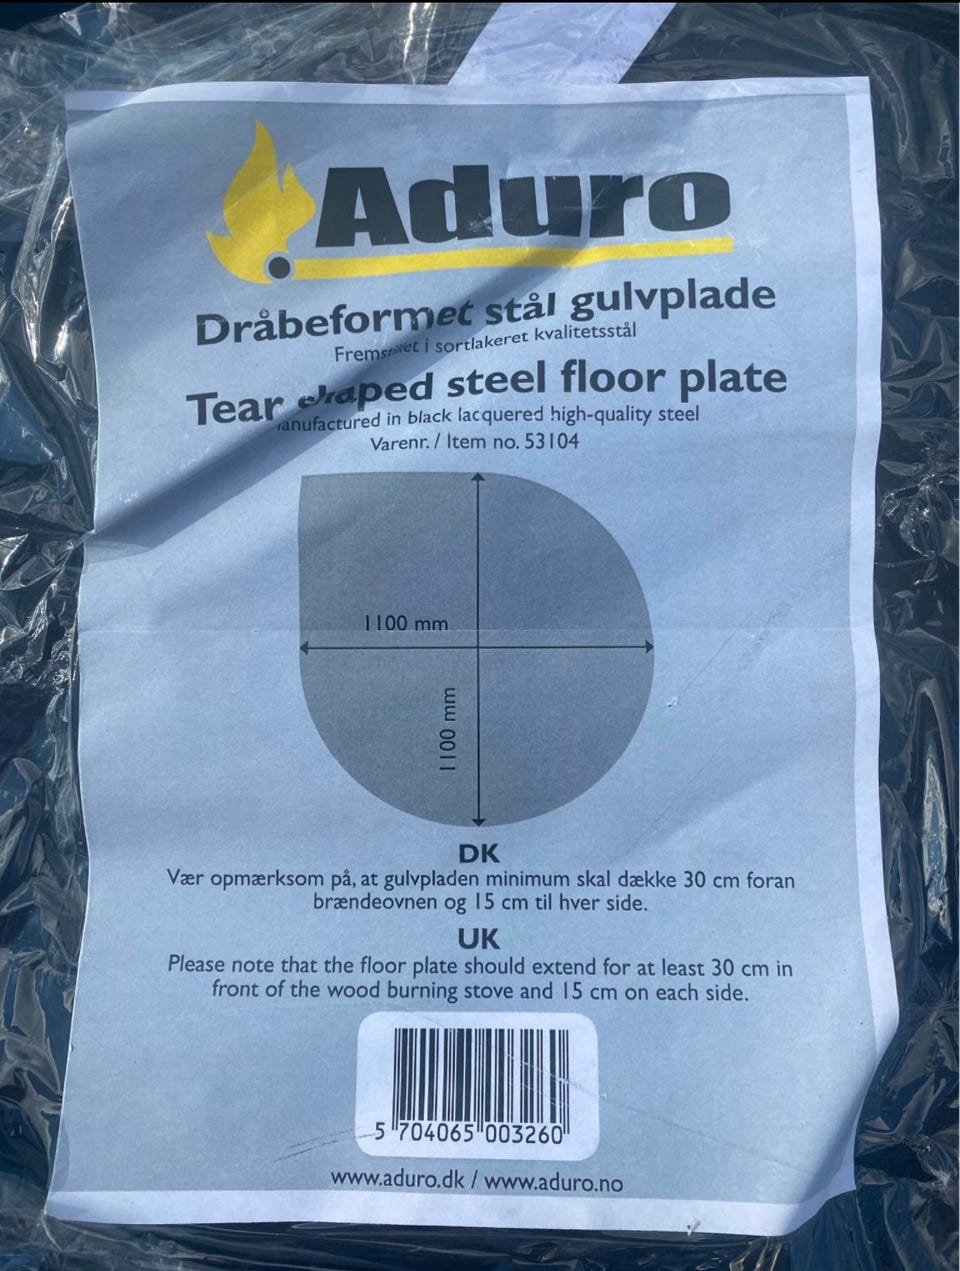 Aduro
Dråbeformet stål gulvplade
Fremstillet i sortlakeret kvalitetsstål
Tear shaped steel floor plate
anufactured in black lacquered high-quality steel
Varenr. / Item no. 53104
1100 mm
1100 mm
DK
Vær opmærksom på, at gulvpladen minimum skal dække 30 cm foran
brændeovnen og 15 cm til hver side.
UK
Please note that the floor plate should extend for at least 30 cm in
front of the wood burning stove and 15 cm on each side.
5 704065 003260
www.aduro.dk / www.aduro.no